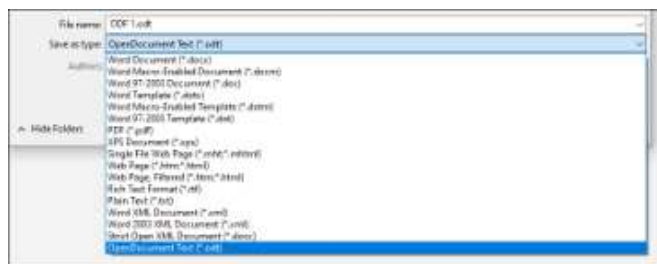 File name: ODF 1.odt
Save as type: OpenDocument Text (*.odt)
Authors:
Word Document (*.docx)
Word Macro-Enabled Document (*.docm)
Word 97-2003 Document (*.doc)
Word Template (*.dotx)
Word Macro-Enabled Template (*.dotm)
Word 97-2003 Template (*.dot)
PDF (*.pdf)
XPS Document (*.xps)
Single File Web Page (*.mht;*.mhtml)
Web Page (*.htm;*.html)
Web Page, Filtered (*.htm;*.html)
Rich Text Format (*.rtf)
Plain Text (*.txt)
Word XML Document (*.xml)
Word 2003 XML Document (*.xml)
Strict Open XML Document (*.docx)
OpenDocument Text (*.odt)
Hide Folders